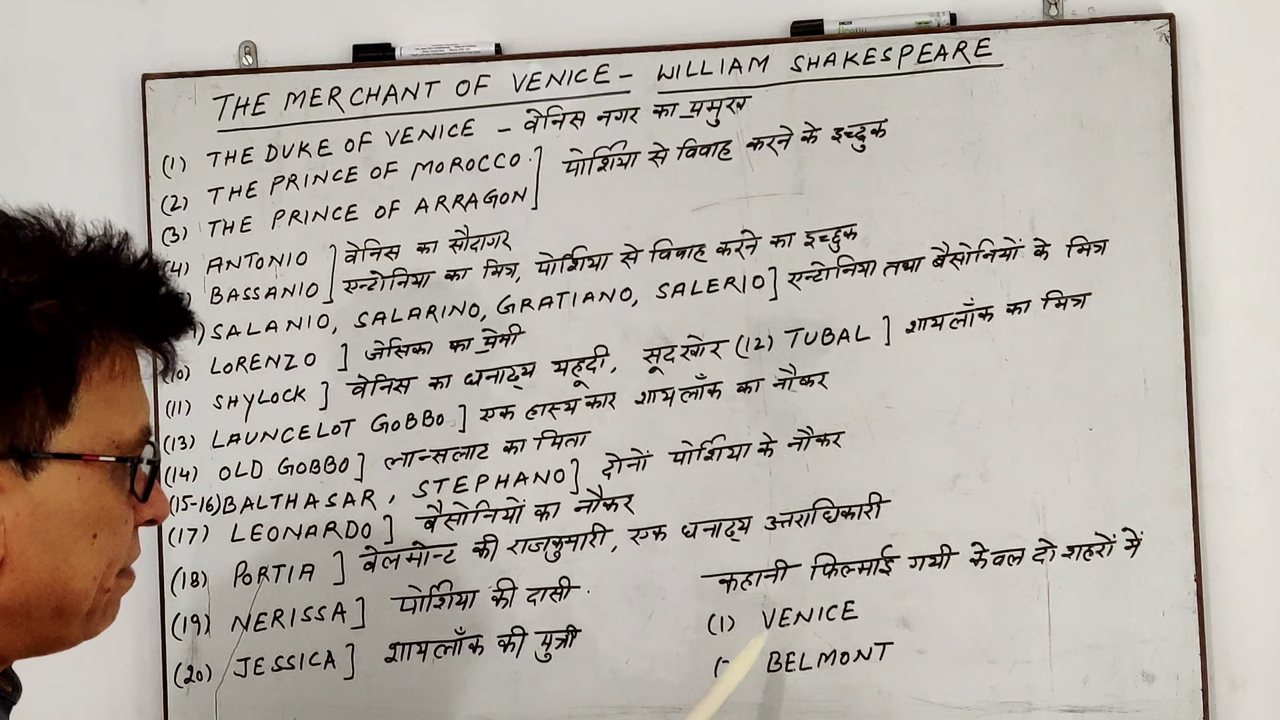 THE MERCHANT OF VENICE - WILLIAM SHAKESPEARE
(1) THE DUKE OF VENICE - वेनिस नगर का प्रमुख
(2) THE PRINCE OF MOROCCO ] पोर्शिया से विवाह करने के इच्छुक
(3) THE PRINCE OF ARRAGON
4) ANTONIO ] वेनिस का सौदागर
) BASSANIO ] एन्टोनिया का मित्र, पोर्शिया से विवाह करने का इच्छुक
) SALANIO, SALARINO, GRATIANO, SALERIO ] एन्टोनिया तथा बैसोनियों के मित्र
(10) LORENZO ] जेसिका का प्रेमी
(11) SHYLOCK ] वेनिस का धनाढ्य यहूदी, सूदखोर (12) TUBAL ] शायलॉक का मित्र
(13) LAUNCELOT GOBBO ] एक हास्यकार शायलॉक का नौकर
(14) OLD GOBBO ] लान्सलाट का पिता
(15-16) BALTHASAR, STEPHANO ] दोनों पोर्शिया के नौकर
(17) LEONARDO ] बैसोनियों का नौकर
(18) PORTIA ] बेलमोन्ट की राजकुमारी, एक धनाढ्य उत्तराधिकारी
(19) NERISSA ] पोर्शिया की दासी
(20) JESSICA ] शायलॉक की पुत्री
कहानी फिल्माई गयी केवल दो शहरों में
(1) VENICE
BELMONT